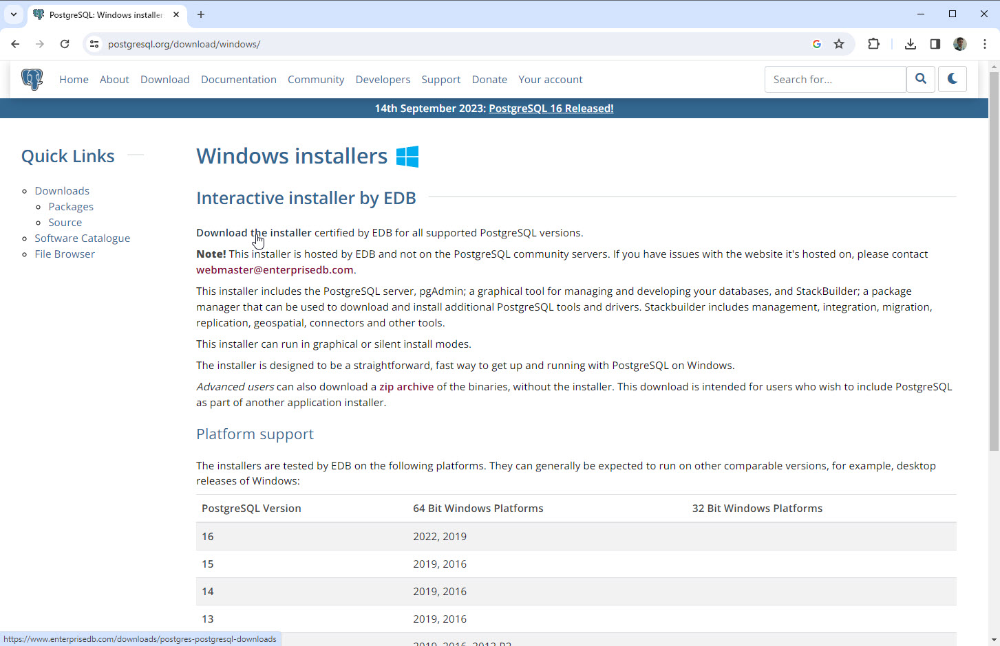 PostgreSQL: Windows installer
postgresql.org/download/windows/
Home About Download Documentation Community Developers Support Donate Your account
Search for...
14th September 2023: PostgreSQL 16 Released!
Quick Links
Downloads
Packages
Source
Software Catalogue
File Browser
Windows installers
Interactive installer by EDB
Download the installer certified by EDB for all supported PostgreSQL versions.
Note! This installer is hosted by EDB and not on the PostgreSQL community servers. If you have issues with the website it's hosted on, please contact
webmaster@enterprisedb.com.
This installer includes the PostgreSQL server, pgAdmin; a graphical tool for managing and developing your databases, and StackBuilder; a package
manager that can be used to download and install additional PostgreSQL tools and drivers. Stackbuilder includes management, integration, migration,
replication, geospatial, connectors and other tools.
This installer can run in graphical or silent install modes.
The installer is designed to be a straightforward, fast way to get up and running with PostgreSQL on Windows.
Advanced users can also download a zip archive of the binaries, without the installer. This download is intended for users who wish to include PostgreSQL
as part of another application installer.
Platform support
The installers are tested by EDB on the following platforms. They can generally be expected to run on other comparable versions, for example, desktop
releases of Windows:
PostgreSQL Version 64 Bit Windows Platforms 32 Bit Windows Platforms
16 2022, 2019
15 2019, 2016
14 2019, 2016
13 2019, 2016
2019, 2016, 2012 R2
https://www.enterprisedb.com/downloads/postgres-postgresql-downloads